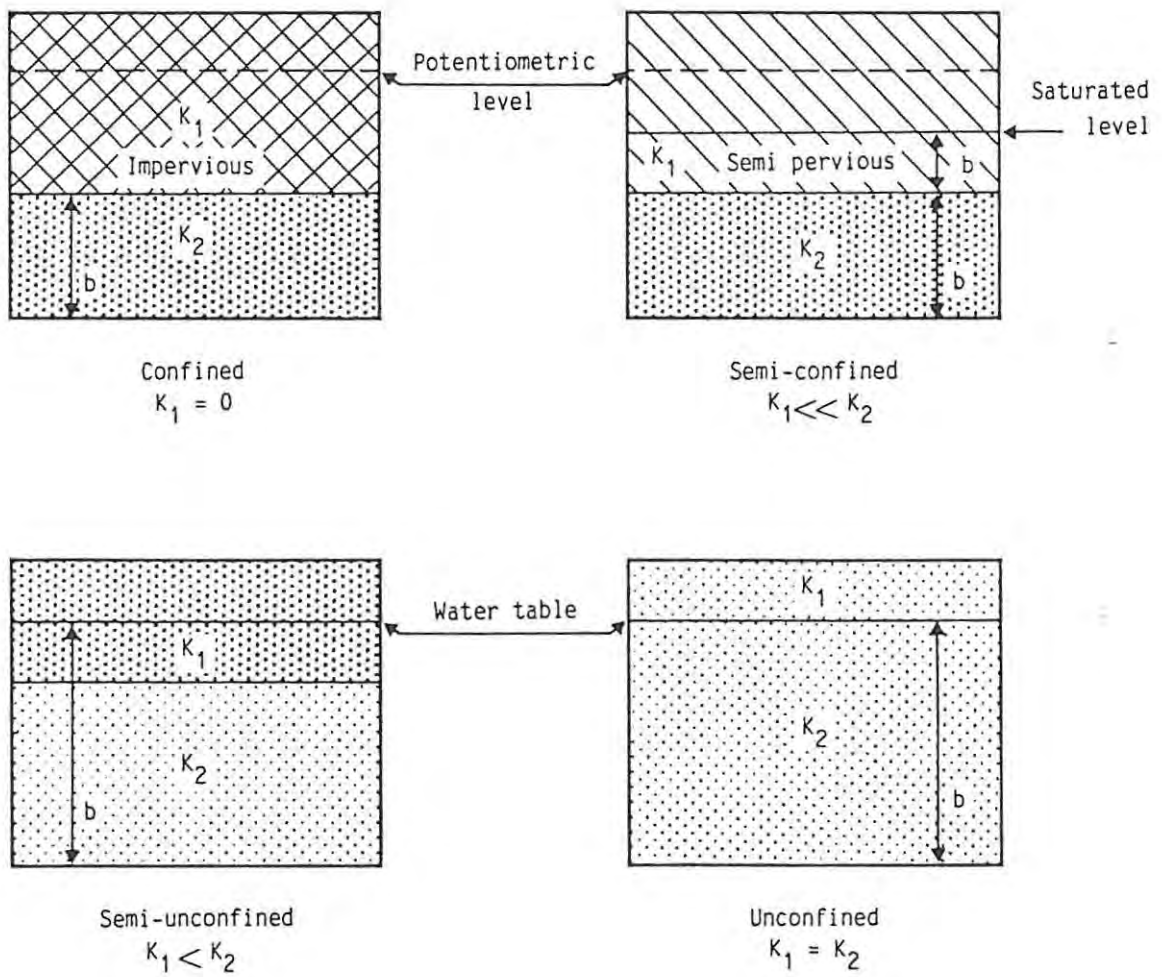 Potentiometric
level
Saturated
level
K₁
Impervious
K₂
b
K₁
Semi pervious
b
K₂
b
Confined
K₁ = 0
Semi-confined
K₁<< K₂
Water table
K₁
K₂
b
K₁
K₂
b
Semi-unconfined
K₁< K₂
Unconfined
K₁ = K₂